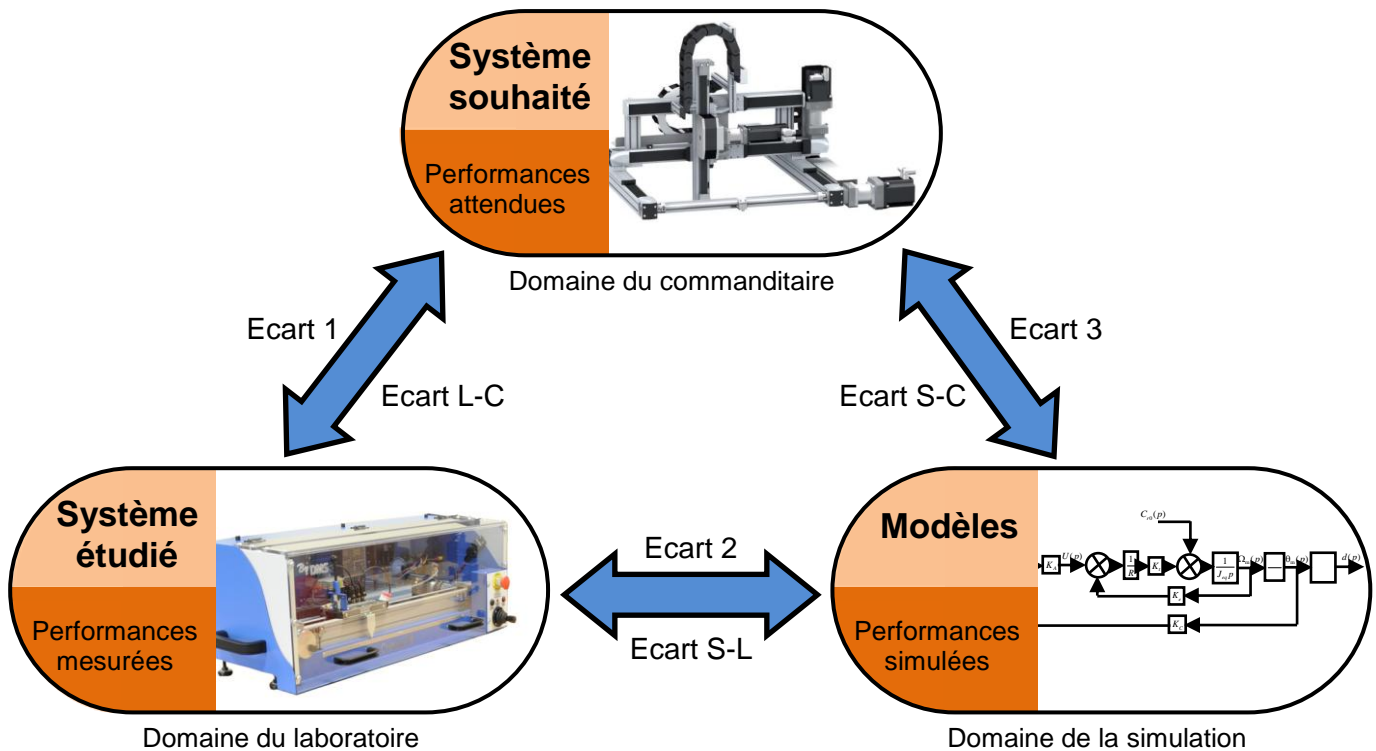 Système
souhaité
Performances
attendues
Domaine du commanditaire
Ecart 1
Ecart L-C
Ecart 3
Ecart S-C
Système
étudié
Performances
mesurées
DMS
Domaine du laboratoire
Ecart 2
Ecart S-L
Modèles
Performances
simulées
U(p)
d(p)
Domaine de la simulation